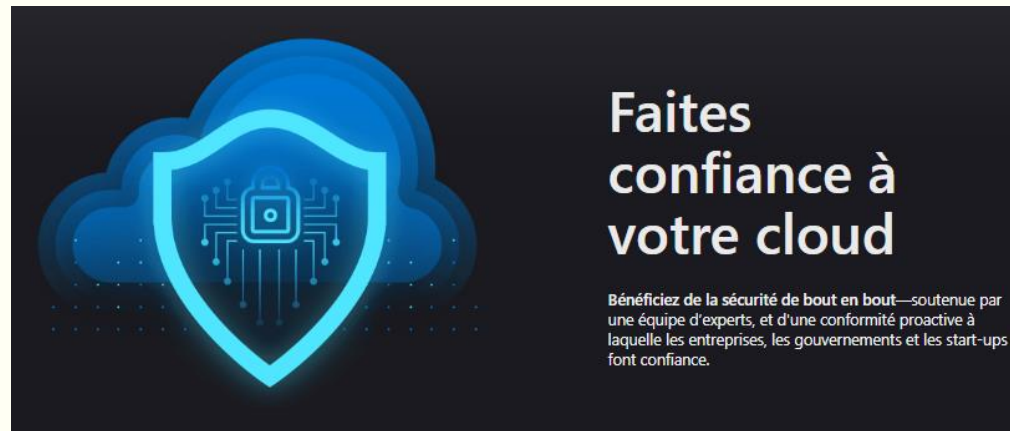 Faites
confiance à
votre cloud
Bénéficiez de la sécurité de bout en bout—soutenue par
une équipe d'experts, et d'une conformité proactive à
laquelle les entreprises, les gouvernements et les start-ups
font confiance.